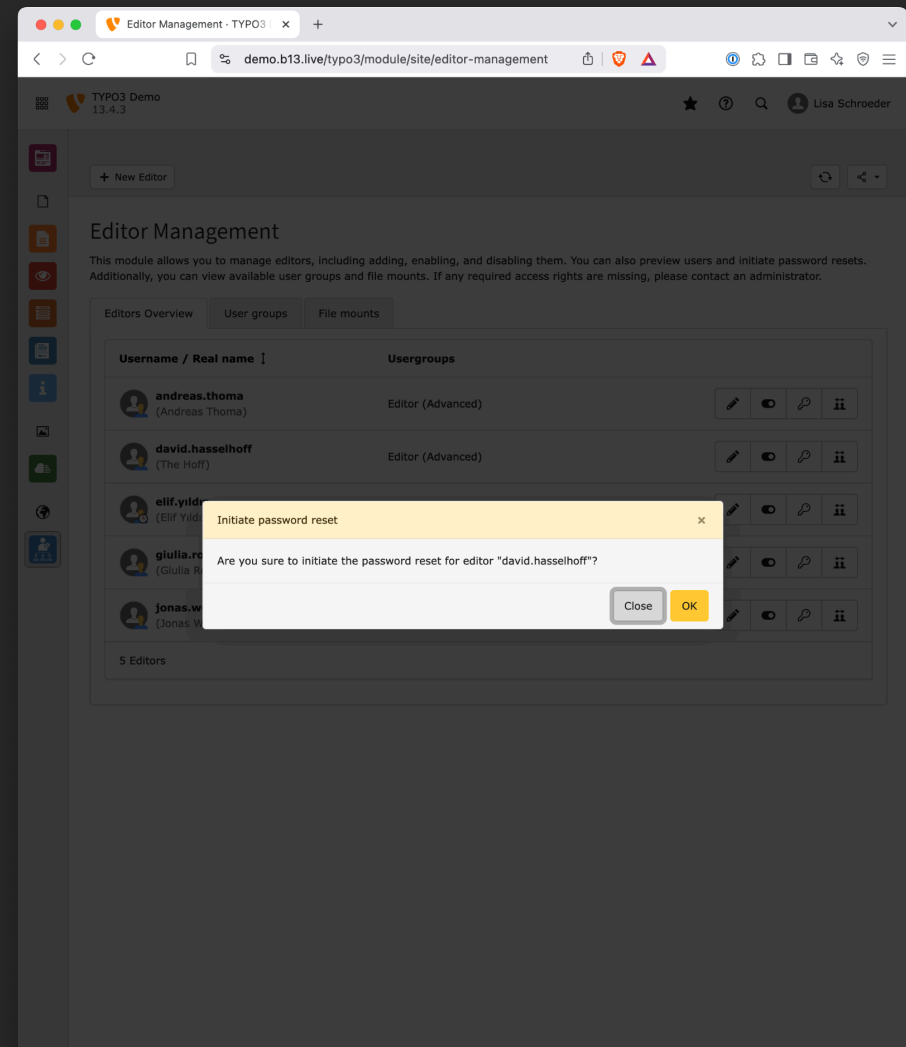 Editor Management · TYPO3
demo.b13.live/typo3/module/site/editor-management
TYPO3 Demo
13.4.3
Lisa Schroeder
New Editor
Editor Management
This module allows you to manage editors, including adding, enabling, and disabling them. You can also preview users and initiate password resets.
Additionally, you can view available user groups and file mounts. If any required access rights are missing, please contact an administrator.
Editors Overview User groups File mounts
Username / Real name Usergroups
andreas.thoma
(Andreas Thoma)
Editor (Advanced)
david.hasselhoff
(The Hoff)
Editor (Advanced)
(Elif
Initiate password reset
Are you sure to initiate the password reset for editor "david.hasselhoff"?
(Giulia
Close OK
(Jonas
5 Editors